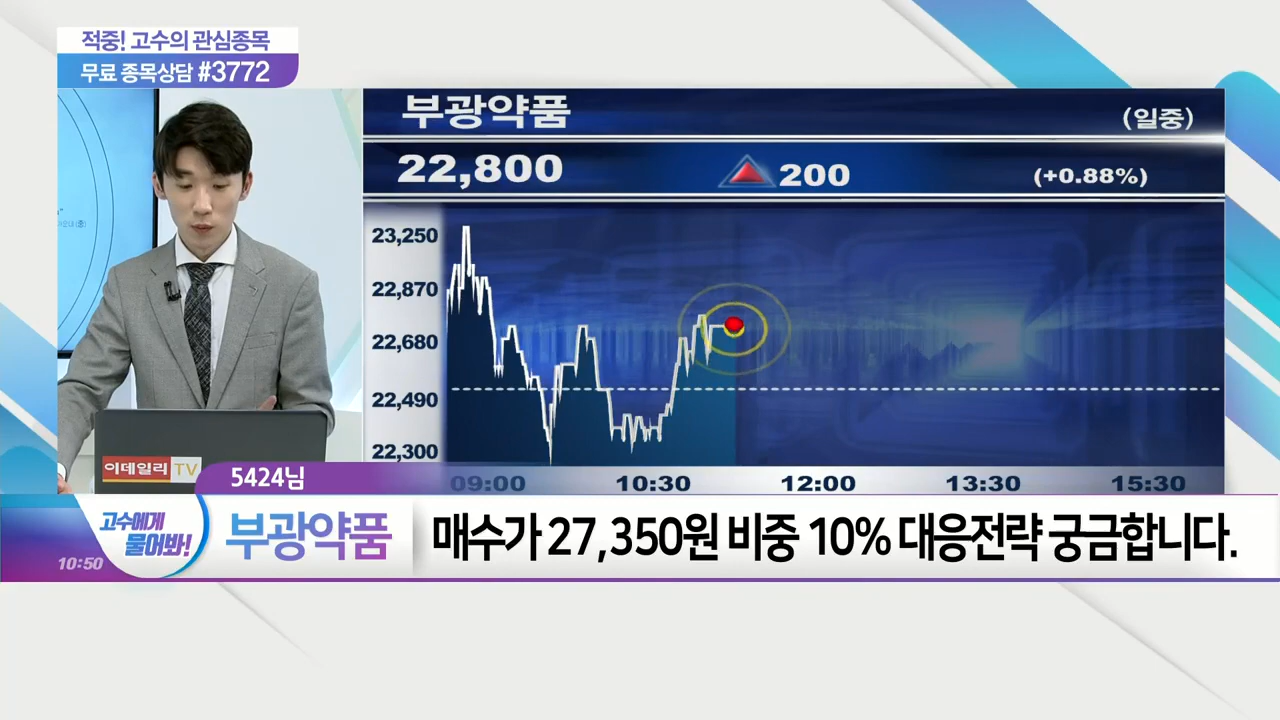 적중! 고수의 관심종목
무료 종목상담 #3772
부광약품
(일중)
22,800
200
(+0.88%)
23,250
22,870
22,680
22,490
22,300
09:00
10:30
12:00
13:30
15:30
이데일리 TV
5424님
고수에게
물어봐!
10:50
부광약품
매수가 27,350원 비중 10% 대응전략 궁금합니다.